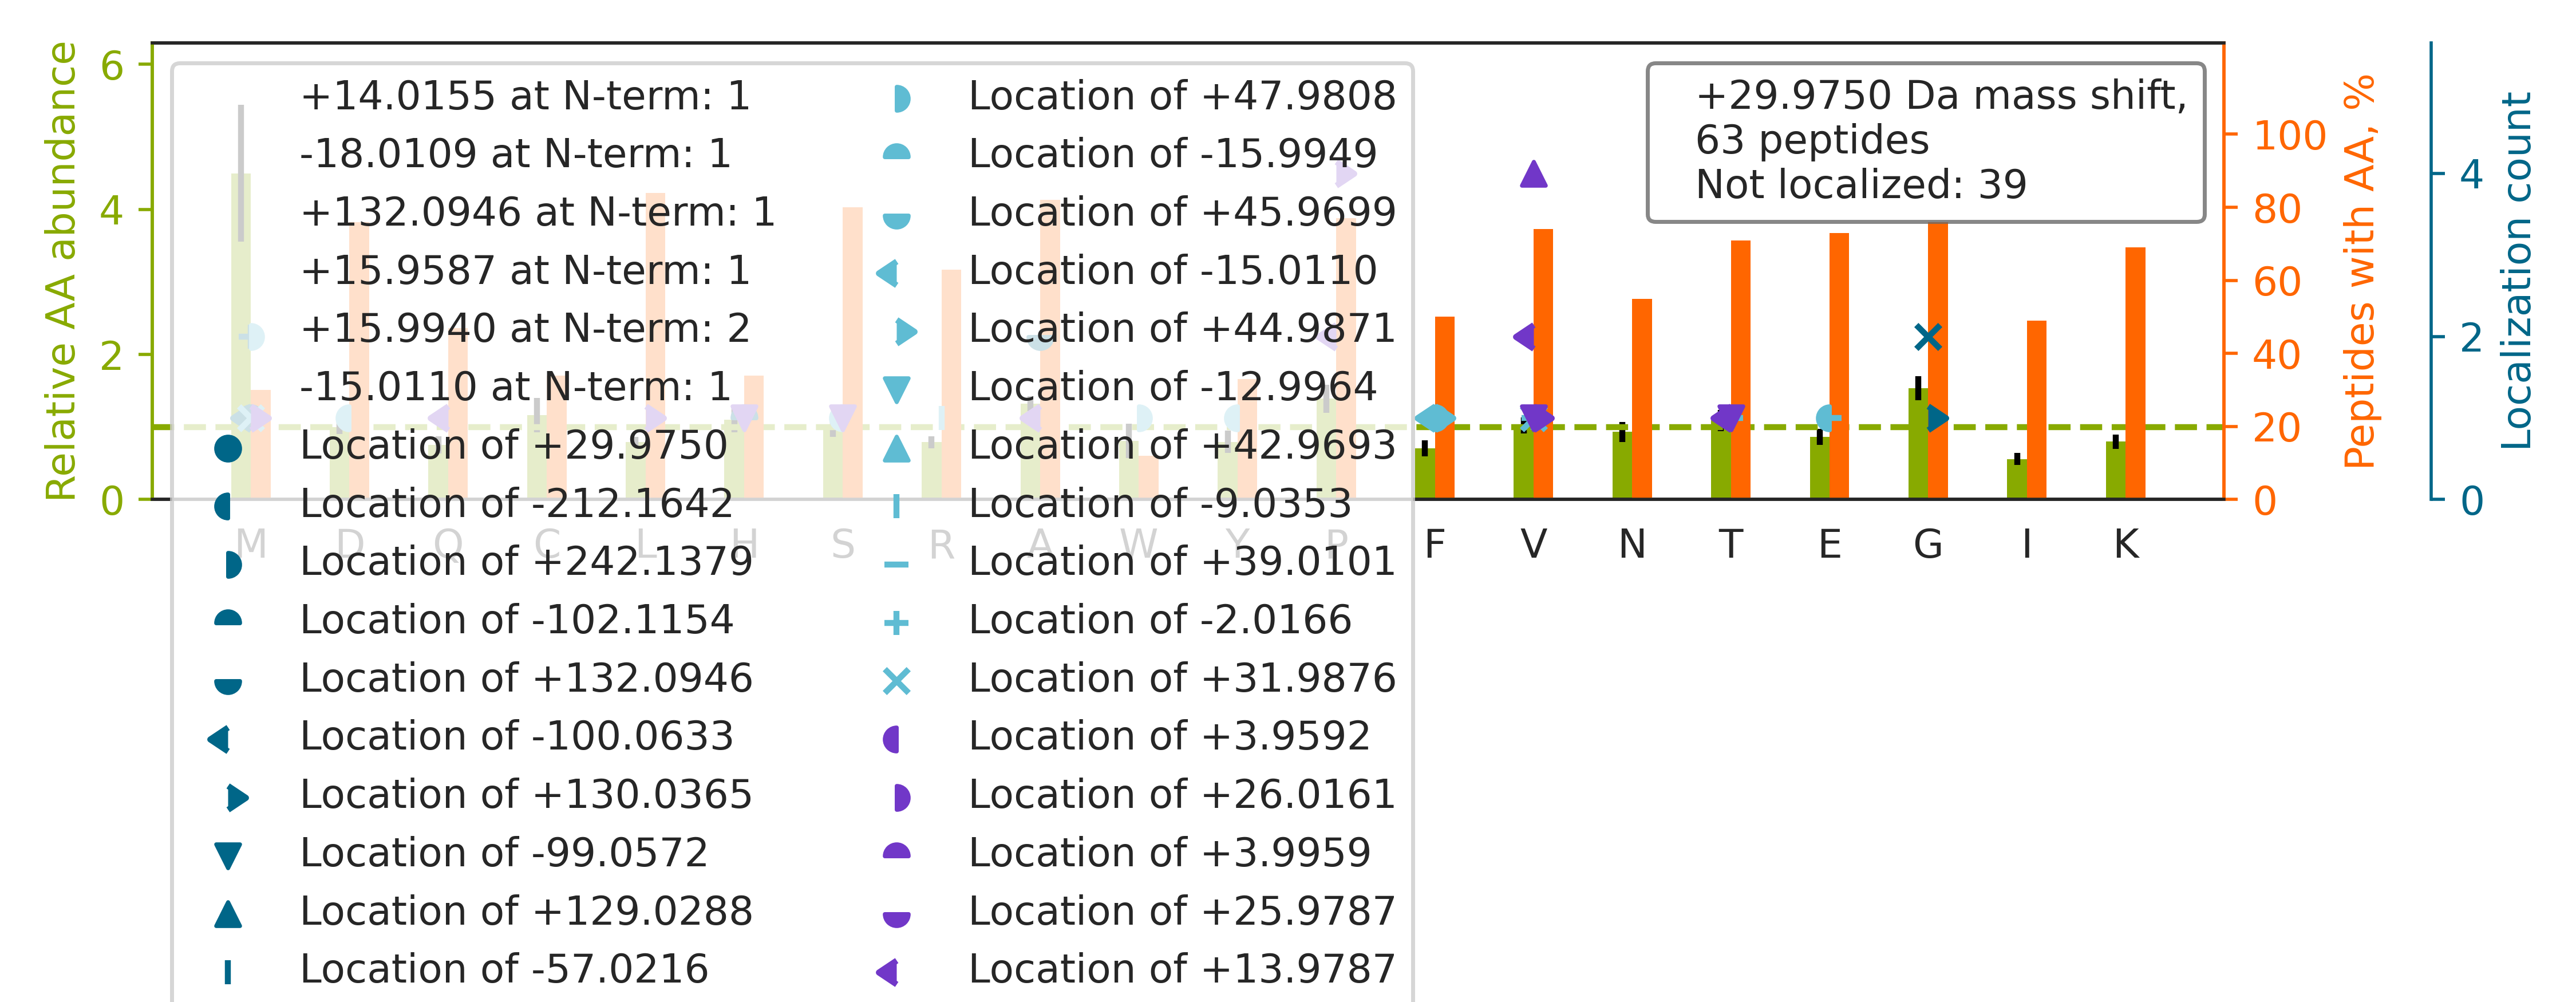 Relative AA abundance
6
4
2
0
+14.0155 at N-term: 1
-18.0109 at N-term: 1
+132.0946 at N-term: 1
+15.9587 at N-term: 1
+15.9940 at N-term: 2
-15.0110 at N-term: 1
Location of +29.9750
Location of -212.1642
Location of +242.1379
Location of -102.1154
Location of +132.0946
Location of -100.0633
Location of +130.0365
Location of -99.0572
Location of +129.0288
Location of -57.0216
Location of +47.9808
Location of -15.9949
Location of +45.9699
Location of -15.0110
Location of +44.9871
Location of -12.9964
Location of +42.9693
Location of -9.0353
Location of +39.0101
Location of -2.0166
Location of +31.9876
Location of +3.9592
Location of +26.0161
Location of +3.9959
Location of +25.9787
Location of +13.9787
+29.9750 Da mass shift,
63 peptides
Not localized: 39
M D Q C L H S R A W Y P F V N T E G I K
100
80
60
40
20
0
Peptides with AA, %
4
2
0
Localization count